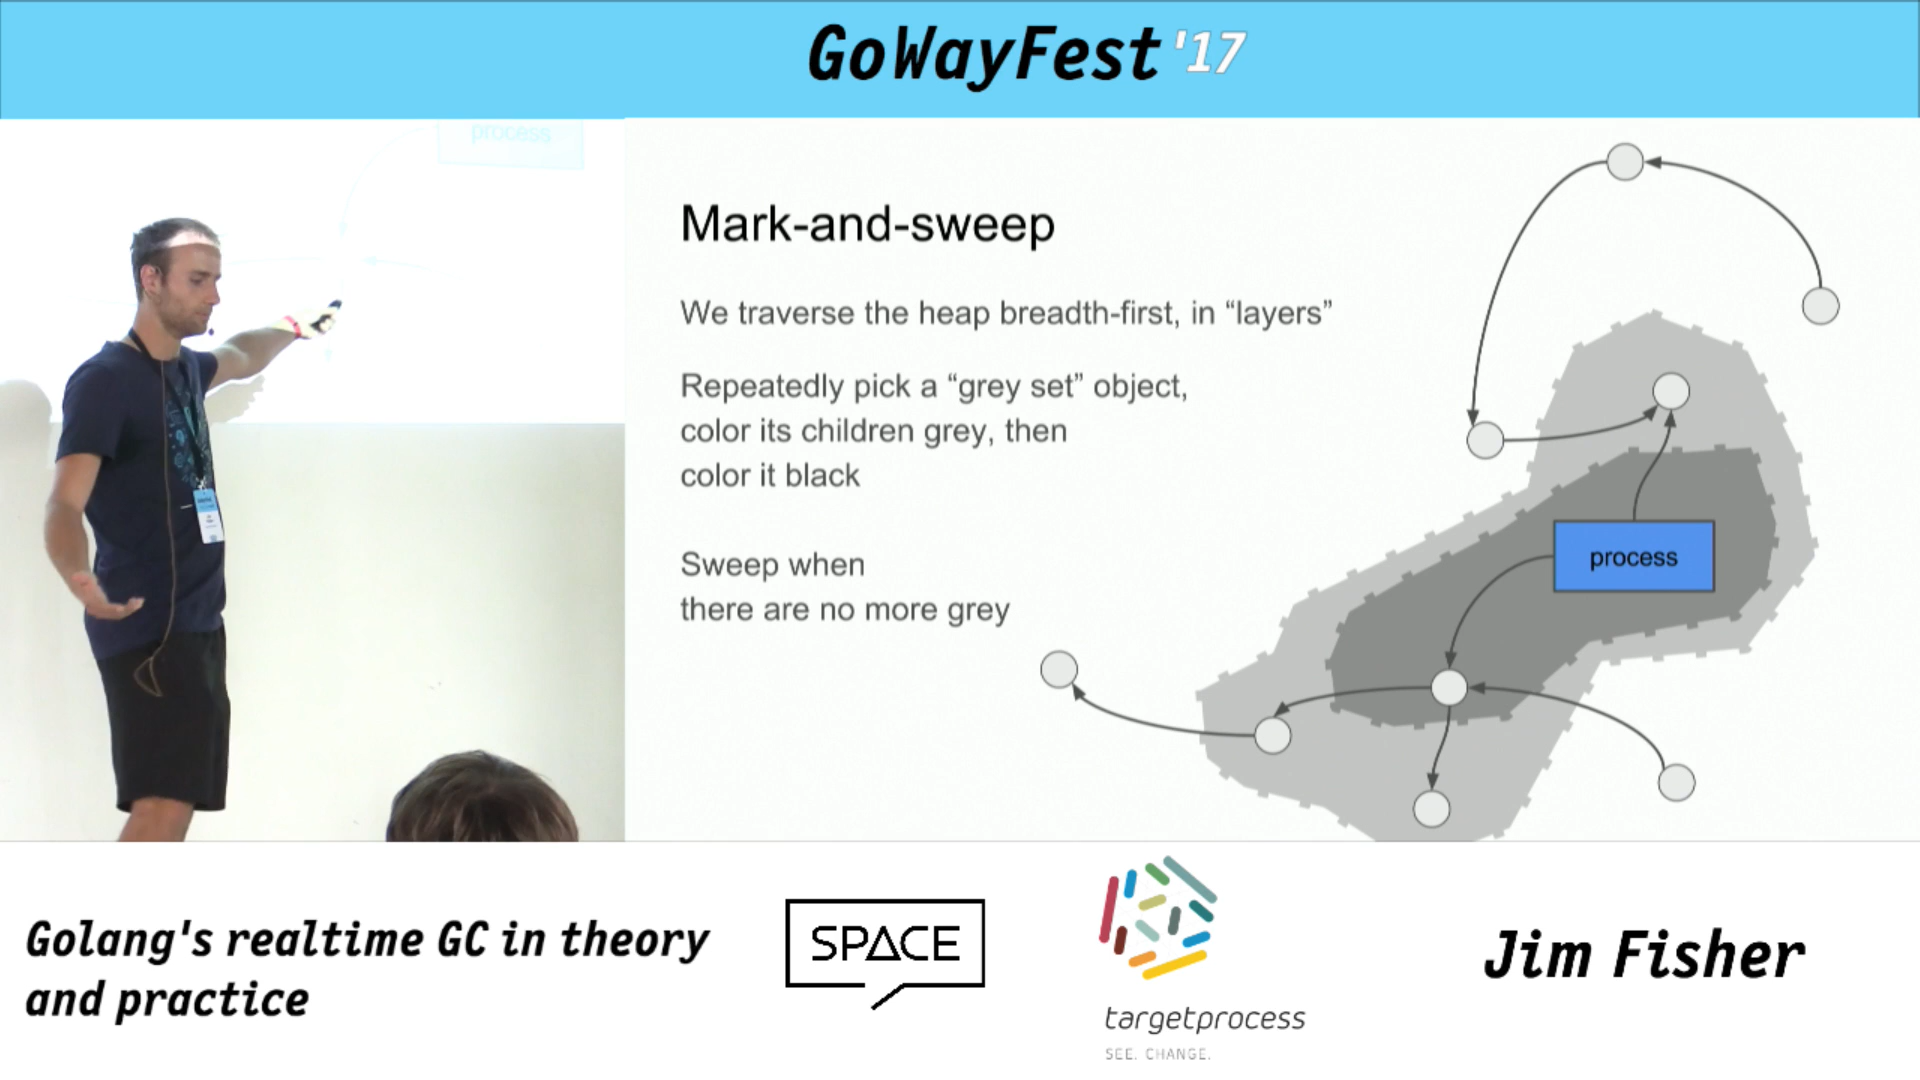 GoWayFest '17
process
Mark-and-sweep
We traverse the heap breadth-first, in “layers”
Repeatedly pick a “grey set” object,
color its children grey, then
color it black
Sweep when
there are no more grey
process
Golang's realtime GC in theory
and practice
SPACE
targetprocess
SEE. CHANGE.
Jim Fisher